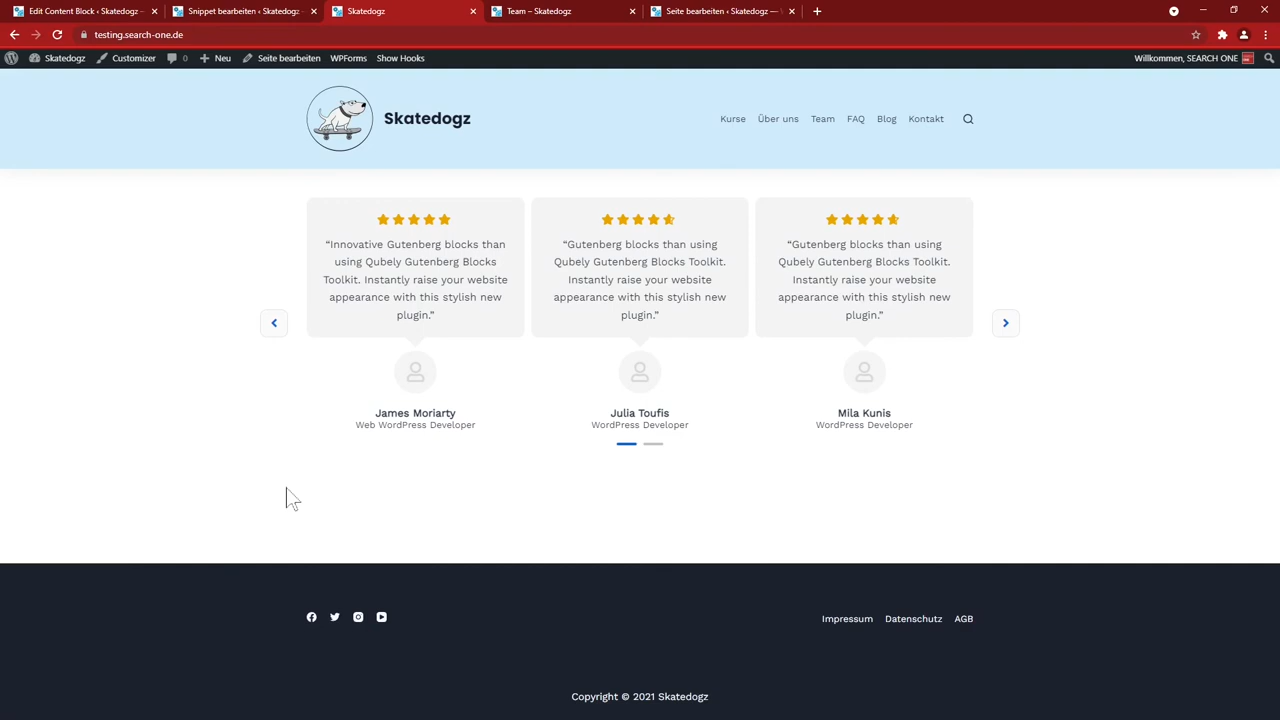 Edit Content Block ‹ Skatedogz –
Snippet bearbeiten ‹ Skatedogz –
Skatedogz
Team – Skatedogz
Seite bearbeiten ‹ Skatedogz —
testing.search-one.de
Skatedogz
Customizer
0
Neu
Seite bearbeiten
WPForms
Show Hooks
Willkommen, SEARCH ONE
Skatedogz
Kurse Über uns Team FAQ Blog Kontakt
“Innovative Gutenberg blocks than
using Qubely Gutenberg Blocks
Toolkit. Instantly raise your website
appearance with this stylish new
plugin.”
James Moriarty
Web WordPress Developer
“Gutenberg blocks than using
Qubely Gutenberg Blocks Toolkit.
Instantly raise your website
appearance with this stylish new
plugin.”
Julia Toufis
WordPress Developer
“Gutenberg blocks than using
Qubely Gutenberg Blocks Toolkit.
Instantly raise your website
appearance with this stylish new
plugin.”
Mila Kunis
WordPress Developer
Impressum Datenschutz AGB
Copyright © 2021 Skatedogz